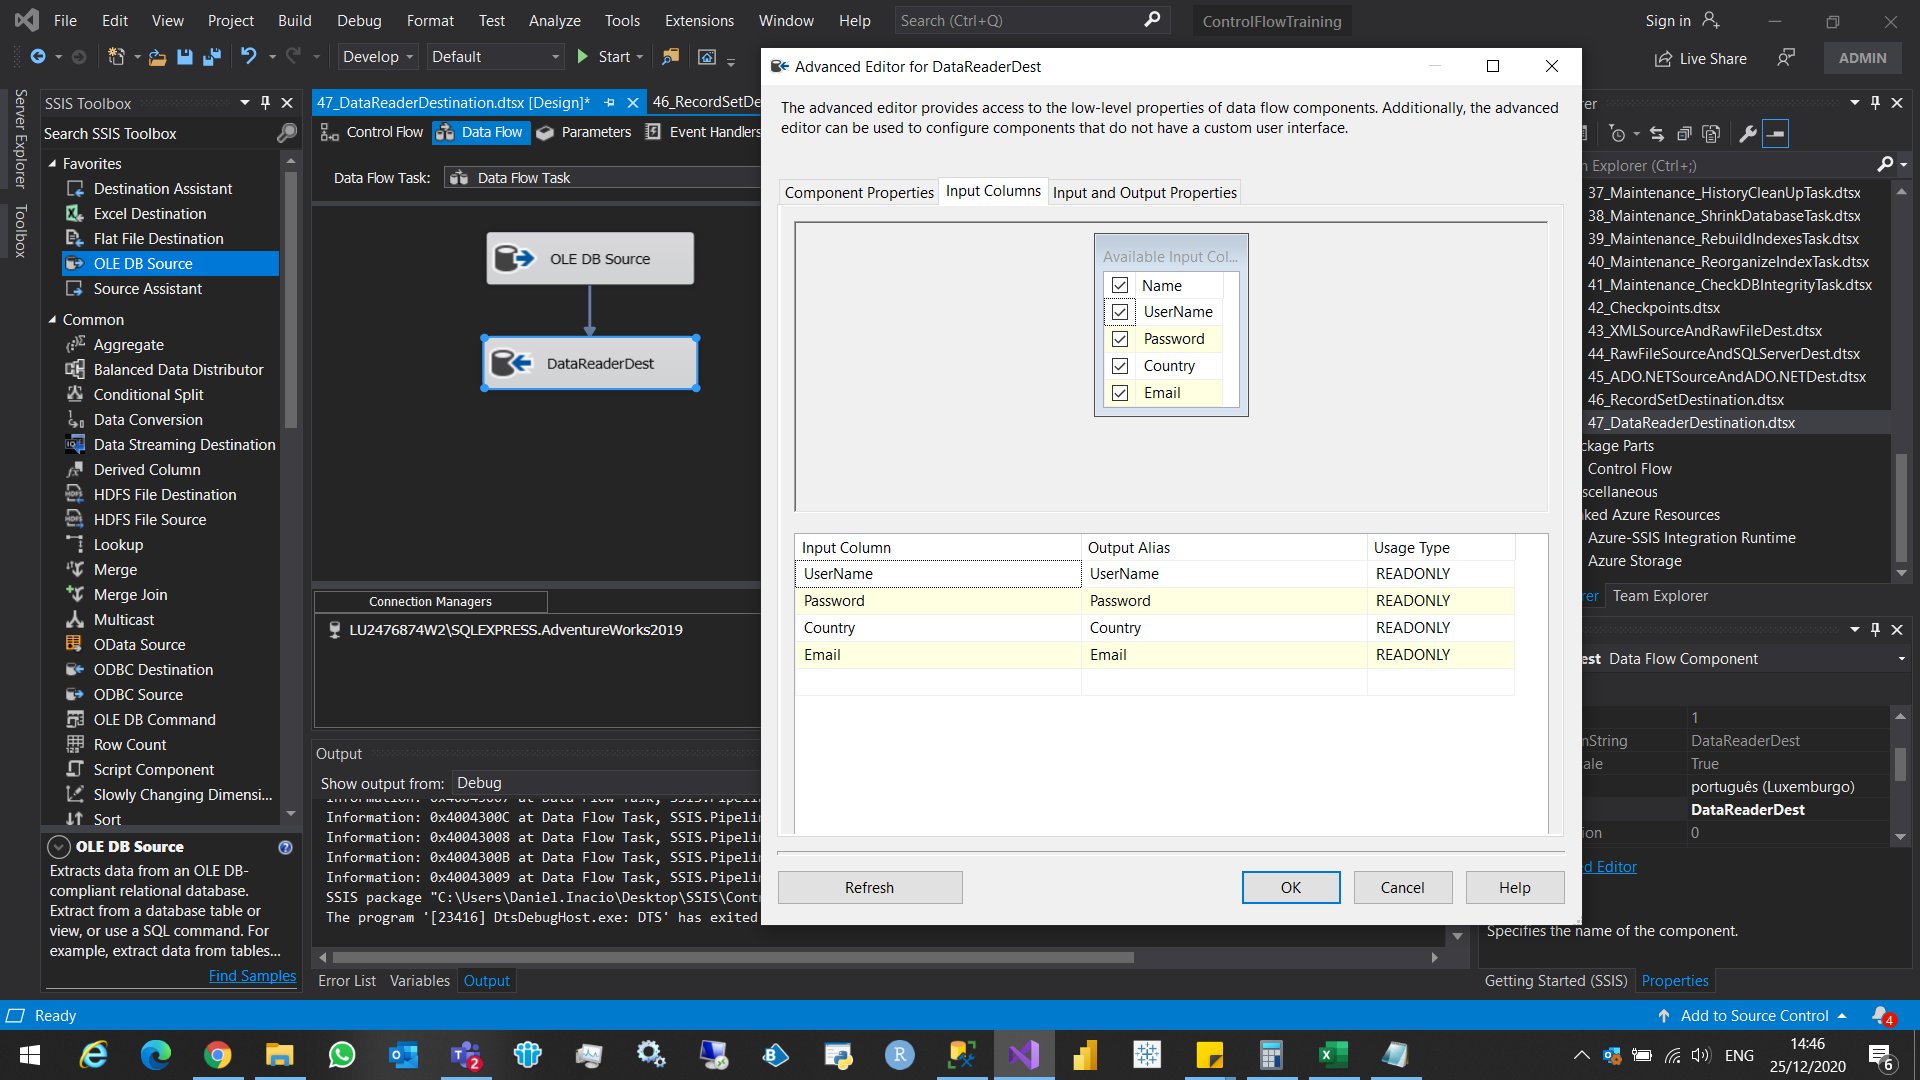 File Edit View Project Build Debug Format Test Analyze Tools Extensions Window Help Search (Ctrl+Q) ControlFlowTraining Sign in
Develop Default Start Live Share ADMIN
Server Explorer
Toolbox
SSIS Toolbox
Search SSIS Toolbox
Favorites
Destination Assistant
Excel Destination
Flat File Destination
OLE DB Source
Source Assistant
Common
Aggregate
Balanced Data Distributor
Conditional Split
Data Conversion
Data Streaming Destination
Derived Column
HDFS File Destination
HDFS File Source
Lookup
Merge
Merge Join
Multicast
OData Source
ODBC Destination
ODBC Source
OLE DB Command
Row Count
Script Component
Slowly Changing Dimensi...
Sort
OLE DB Source
Extracts data from an OLE DB-
compliant relational database.
Extract from a database table or
view, or use a SQL command. For
example, extract data from tables...
Find Samples
47_DataReaderDestination.dtsx [Design]* 46_RecordSetDe
Control Flow Data Flow Parameters Event Handlers
Data Flow Task: Data Flow Task
OLE DB Source
DataReaderDest
Connection Managers
LU2476874W2\SQLEXPRESS.AdventureWorks2019
Output
Show output from: Debug
Information: 0x40043007 at Data Flow Task, SSIS.Pipelin
Information: 0x4004300C at Data Flow Task, SSIS.Pipelin
Information: 0x40043008 at Data Flow Task, SSIS.Pipelin
Information: 0x4004300B at Data Flow Task, SSIS.Pipelin
Information: 0x40043009 at Data Flow Task, SSIS.Pipelin
SSIS package "C:\Users\Daniel.Inacio\Desktop\SSIS\Cont
The program '[23416] DtsDebugHost.exe: DTS' has exited
Error List Variables Output
Advanced Editor for DataReaderDest
The advanced editor provides access to the low-level properties of data flow components. Additionally, the advanced
editor can be used to configure components that do not have a custom user interface.
Component Properties Input Columns Input and Output Properties
Available Input Col...
Name
UserName
Password
Country
Email
Input Column Output Alias Usage Type
UserName UserName READONLY
Password Password READONLY
Country Country READONLY
Email Email READONLY
Refresh OK Cancel Help
rer
n Explorer (Ctrl+;)
37_Maintenance_HistoryCleanUpTask.dtsx
38_Maintenance_ShrinkDatabaseTask.dtsx
39_Maintenance_RebuildIndexesTask.dtsx
40_Maintenance_ReorganizeIndexTask.dtsx
41_Maintenance_CheckDBIntegrityTask.dtsx
42_Checkpoints.dtsx
43_XMLSourceAndRawFileDest.dtsx
44_RawFileSourceAndSQLServerDest.dtsx
45_ADO.NETSourceAndADO.NETDest.dtsx
46_RecordSetDestination.dtsx
47_DataReaderDestination.dtsx
ckage Parts
Control Flow
scellaneous
ked Azure Resources
Azure-SSIS Integration Runtime
Azure Storage
rer Team Explorer
est Data Flow Component
1
nString DataReaderDest
ale True
português (Luxemburgo)
DataReaderDest
ion 0
d Editor
Specifies the name of the component.
Getting Started (SSIS) Properties
Ready Add to Source Control 4
2 ENG 14:46
25/12/2020 6